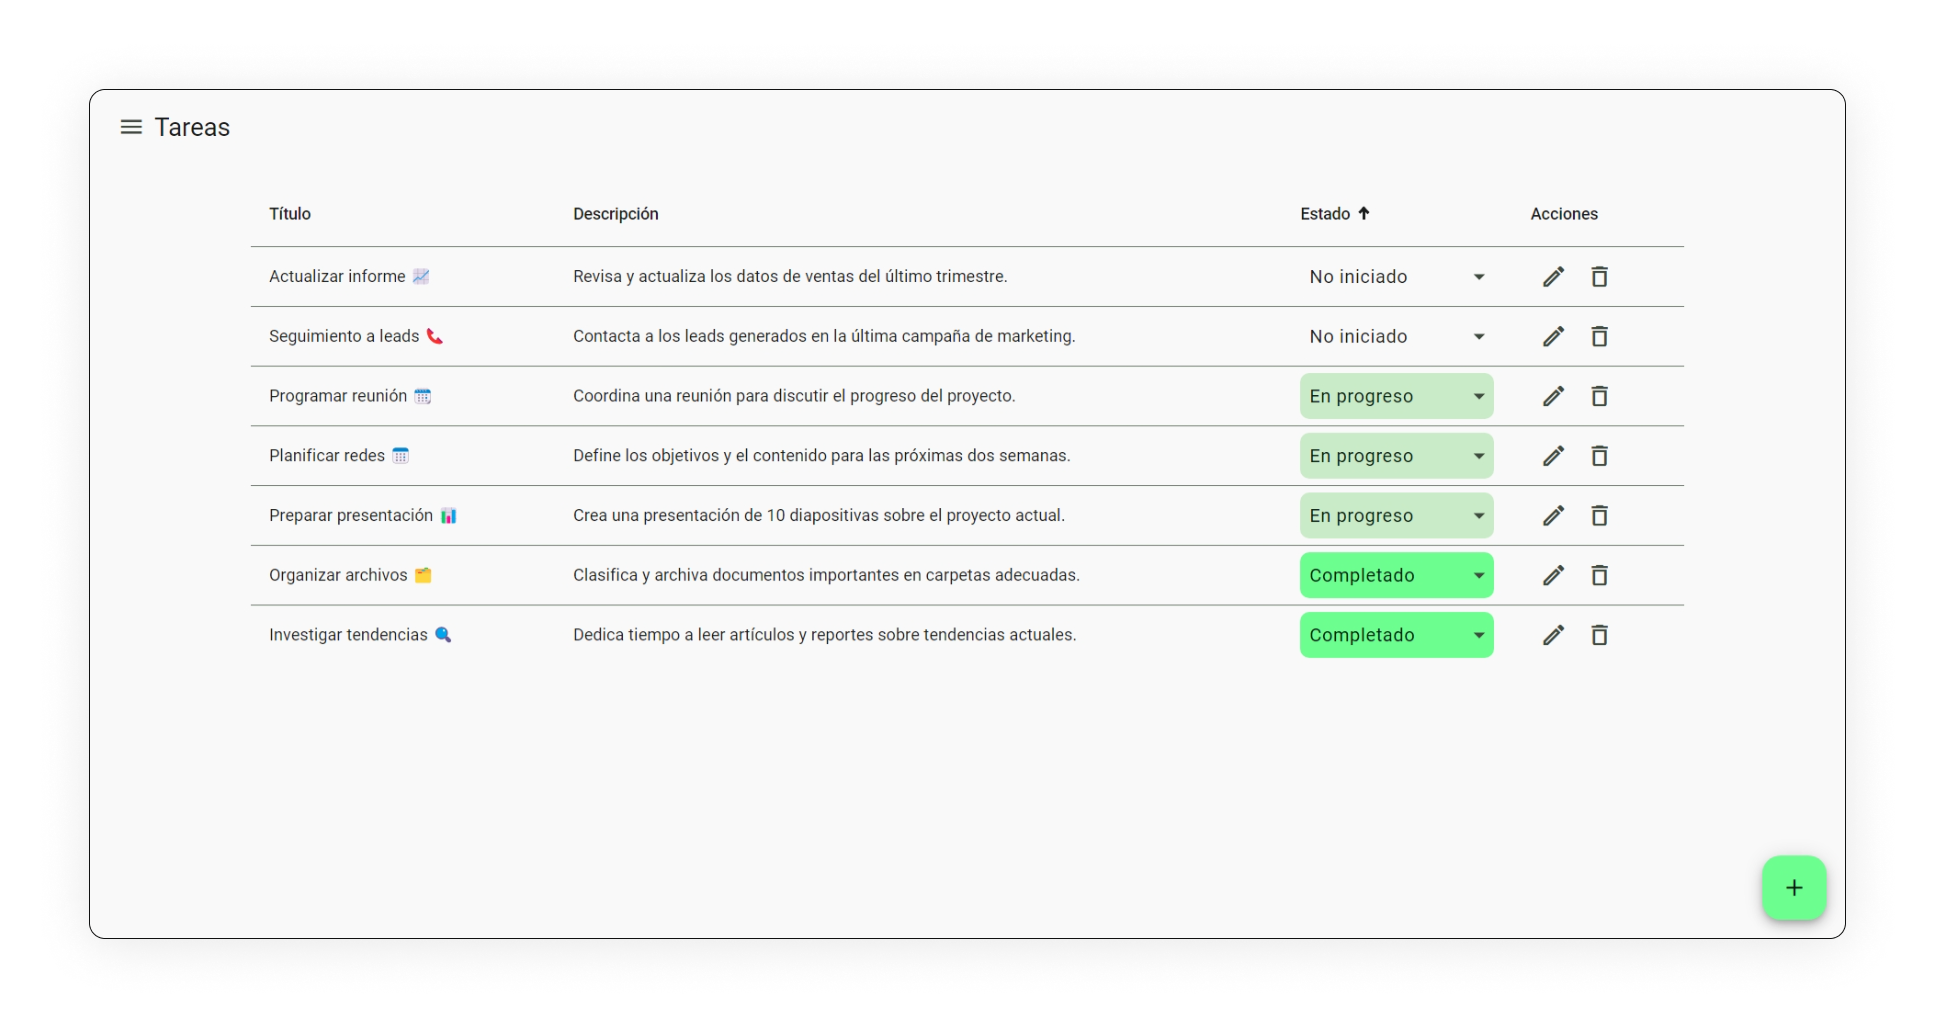 Tareas
Título Descripción Estado Acciones
Actualizar informe Revisa y actualiza los datos de ventas del último trimestre. No iniciado
Seguimiento a leads Contacta a los leads generados en la última campaña de marketing. No iniciado
Programar reunión Coordina una reunión para discutir el progreso del proyecto. En progreso
Planificar redes Define los objetivos y el contenido para las próximas dos semanas. En progreso
Preparar presentación Crea una presentación de 10 diapositivas sobre el proyecto actual. En progreso
Organizar archivos Clasifica y archiva documentos importantes en carpetas adecuadas. Completado
Investigar tendencias Dedica tiempo a leer artículos y reportes sobre tendencias actuales. Completado